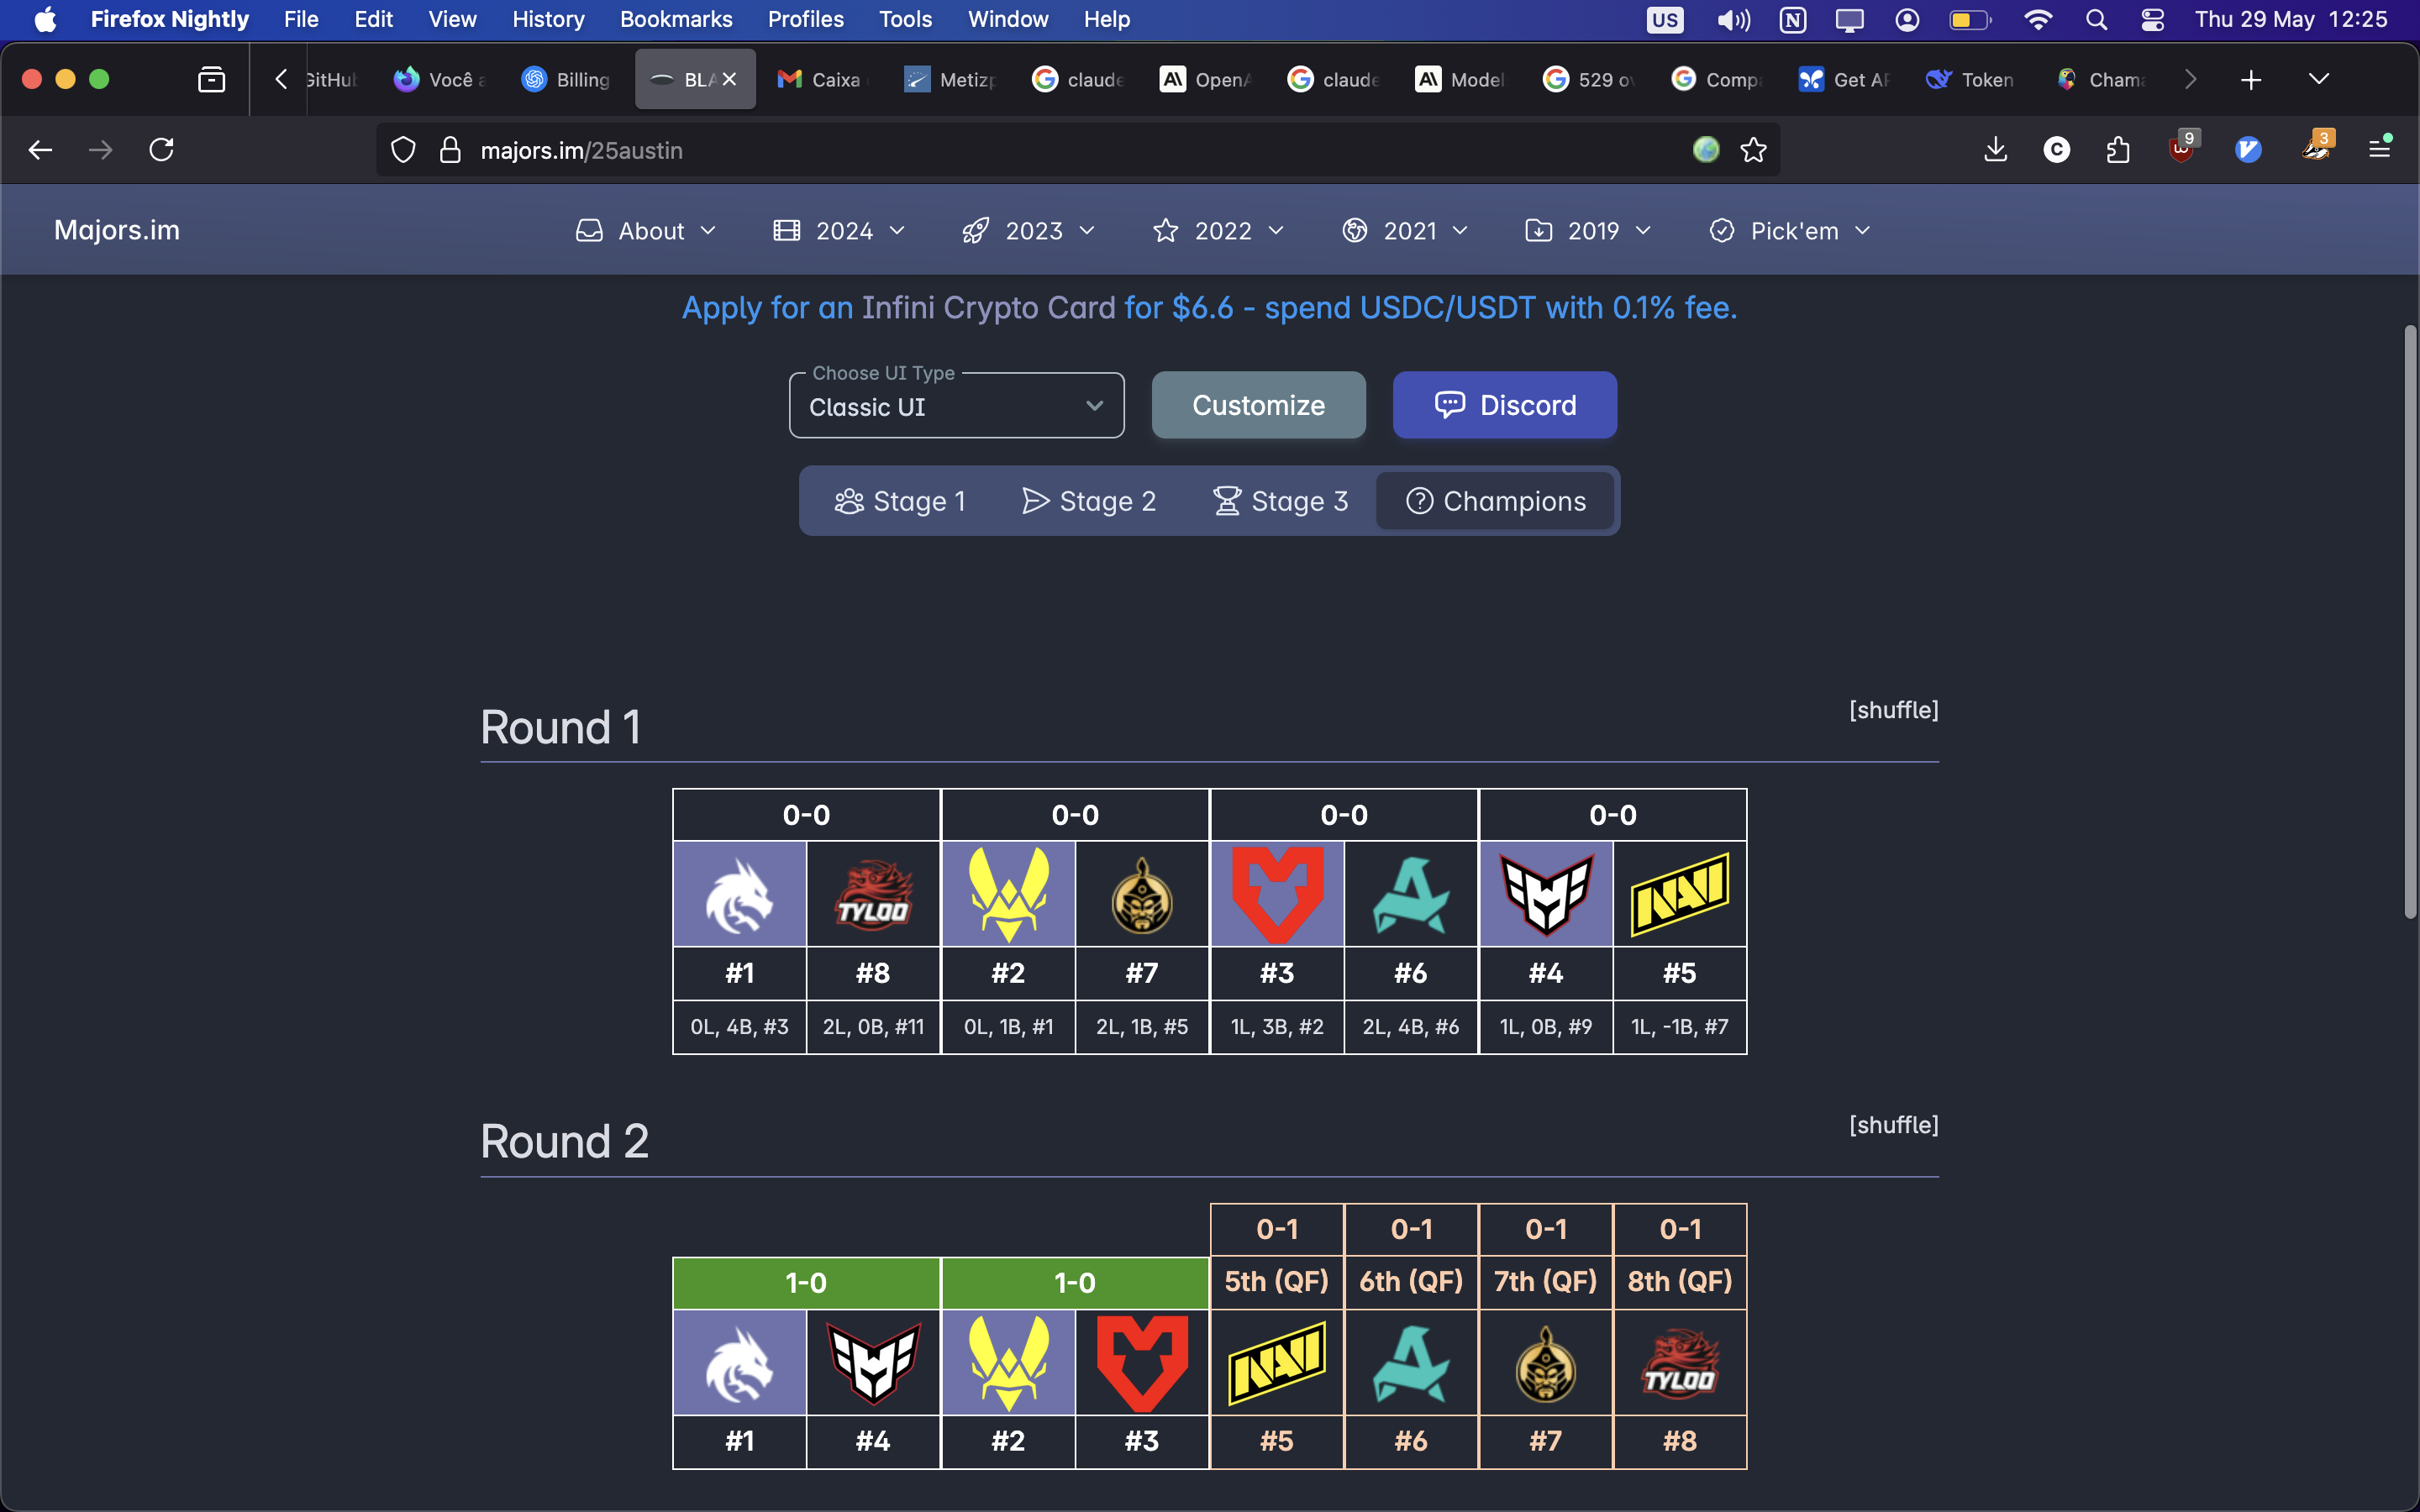 Firefox Nightly File Edit View History Bookmarks Profiles Tools Window Help US Thu 29 May 12:25
GitHub Você a Billing BLA Caixa Metizp claude OpenA claude Model 529 ov Compa Get AP Token Chama
majors.im/25austin 9 3
Majors.im About 2024 2023 2022 2021 2019 Pick'em
Apply for an Infini Crypto Card for $6.6 - spend USDC/USDT with 0.1% fee.
Choose UI Type
Classic UI Customize Discord
Stage 1 Stage 2 Stage 3 Champions
Round 1 [shuffle]
0-0 0-0 0-0 0-0
TYLOO NAVI
#1 #8 #2 #7 #3 #6 #4 #5
0L, 4B, #3 2L, 0B, #11 0L, 1B, #1 2L, 1B, #5 1L, 3B, #2 2L, 4B, #6 1L, 0B, #9 1L, -1B, #7
Round 2 [shuffle]
0-1 0-1 0-1 0-1
1-0 1-0 5th (QF) 6th (QF) 7th (QF) 8th (QF)
NAVI TYLOO
#1 #4 #2 #3 #5 #6 #7 #8